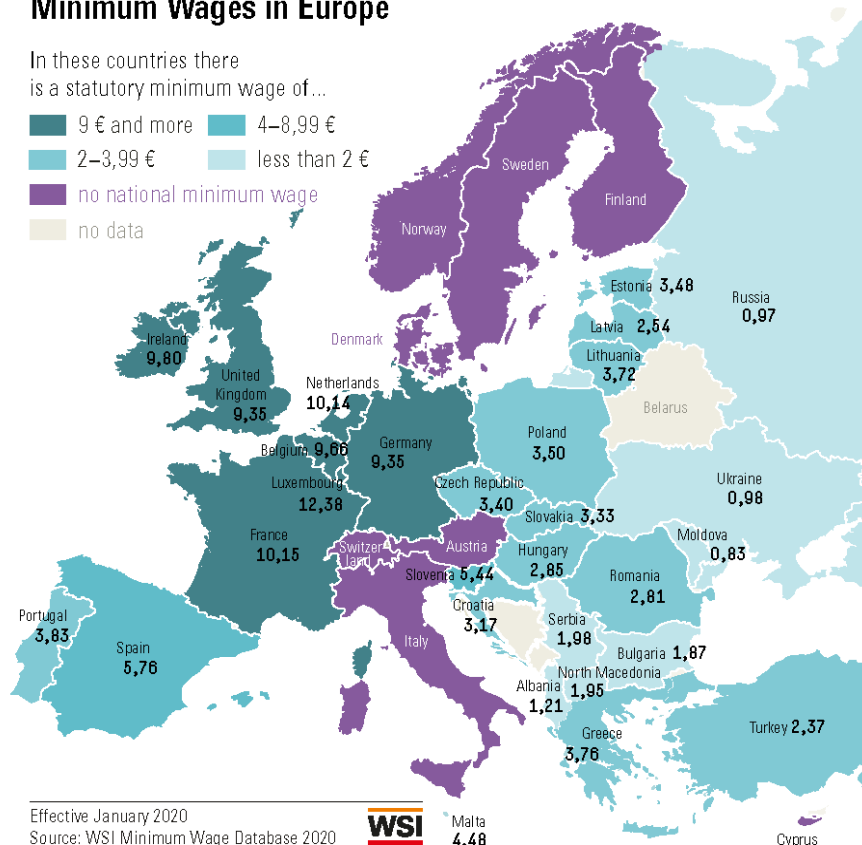 Minimum Wages in Europe
In these countries there
is a statutory minimum wage of...
9 € and more
4–8,99 €
2–3,99 €
less than 2 €
no national minimum wage
no data
Sweden
Finland
Norway
Estonia 3,48
Russia
0,97
Latvia 2,54
Denmark
Ireland
9,80
Lithuania
3,72
United
Kingdom
9,35
Netherlands
10,14
Belarus
Poland
3,50
Belgium 9,66
Germany
9,35
Luxembourg
12,38
Czech Republic
3,40
Ukraine
0,98
Slovakia 3,33
France
10,15
Switzer-
land
Austria
Moldova
0,83
Hungary
2,85
Slovenia 5,44
Romania
2,81
Croatia
3,17
Portugal
3,83
Serbia
1,98
Spain
5,76
Italy
Bulgaria 1,87
North Macedonia
1,95
Albania
1,21
Turkey 2,37
Greece
3,76
Effective January 2020
Source: WSI Minimum Wage Database 2020
WSI
Malta
4,48
Cyprus